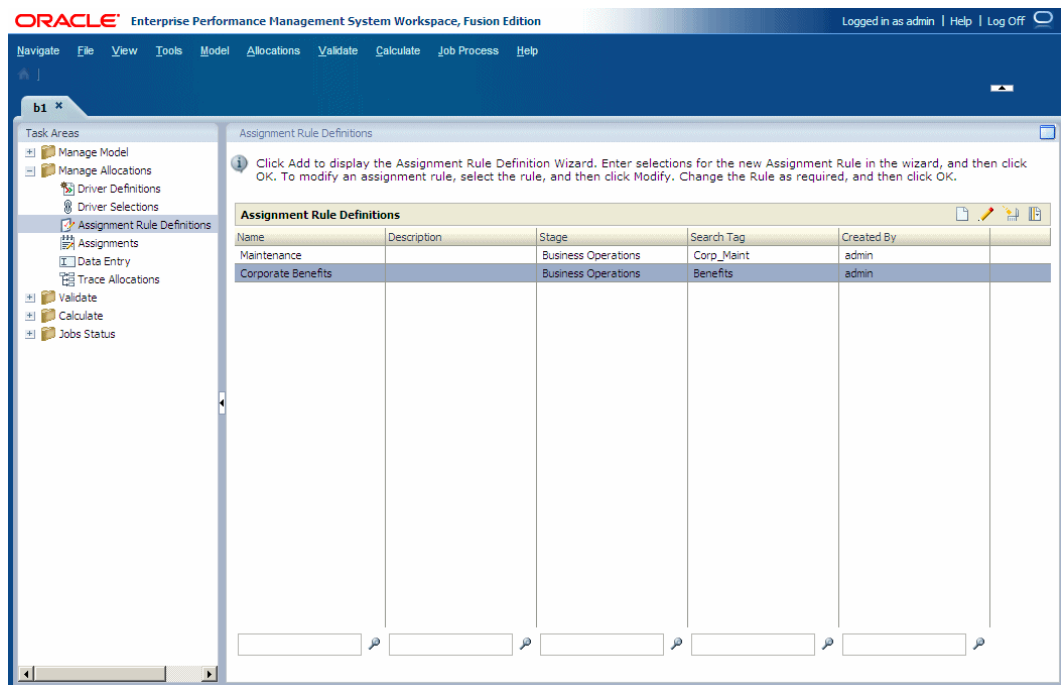 ORACLE® Enterprise Performance Management System Workspace, Fusion Edition Logged in as admin | Help | Log Off
Navigate File View Tools Model Allocations Validate Calculate Job Process Help
b1
Task Areas
Manage Model
Manage Allocations
Driver Definitions
Driver Selections
Assignment Rule Definitions
Assignments
Data Entry
Trace Allocations
Validate
Calculate
Jobs Status
Assignment Rule Definitions
Click Add to display the Assignment Rule Definition Wizard. Enter selections for the new Assignment Rule in the wizard, and then click
OK. To modify an assignment rule, select the rule, and then click Modify. Change the Rule as required, and then click OK.
Assignment Rule Definitions
Name Description Stage Search Tag Created By
Maintenance Business Operations Corp_Maint admin
Corporate Benefits Business Operations Benefits admin